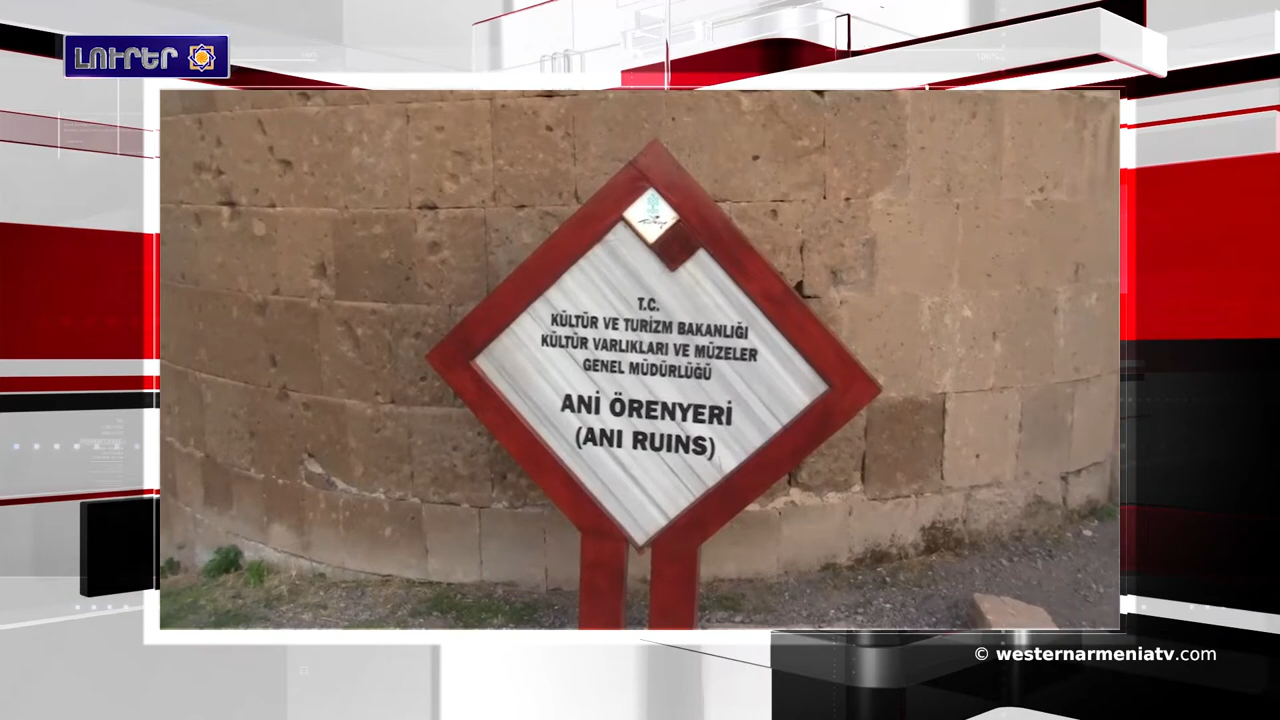 ԼՈՒՐԵՐ
T.C.
KÜLTÜR VE TURİZM BAKANLIĞI
KÜLTÜR VARLIKLARI VE MÜZELER
GENEL MÜDÜRLÜĞÜ
ANİ ÖRENYERİ
(ANI RUINS)
© westernarmeniatv.com